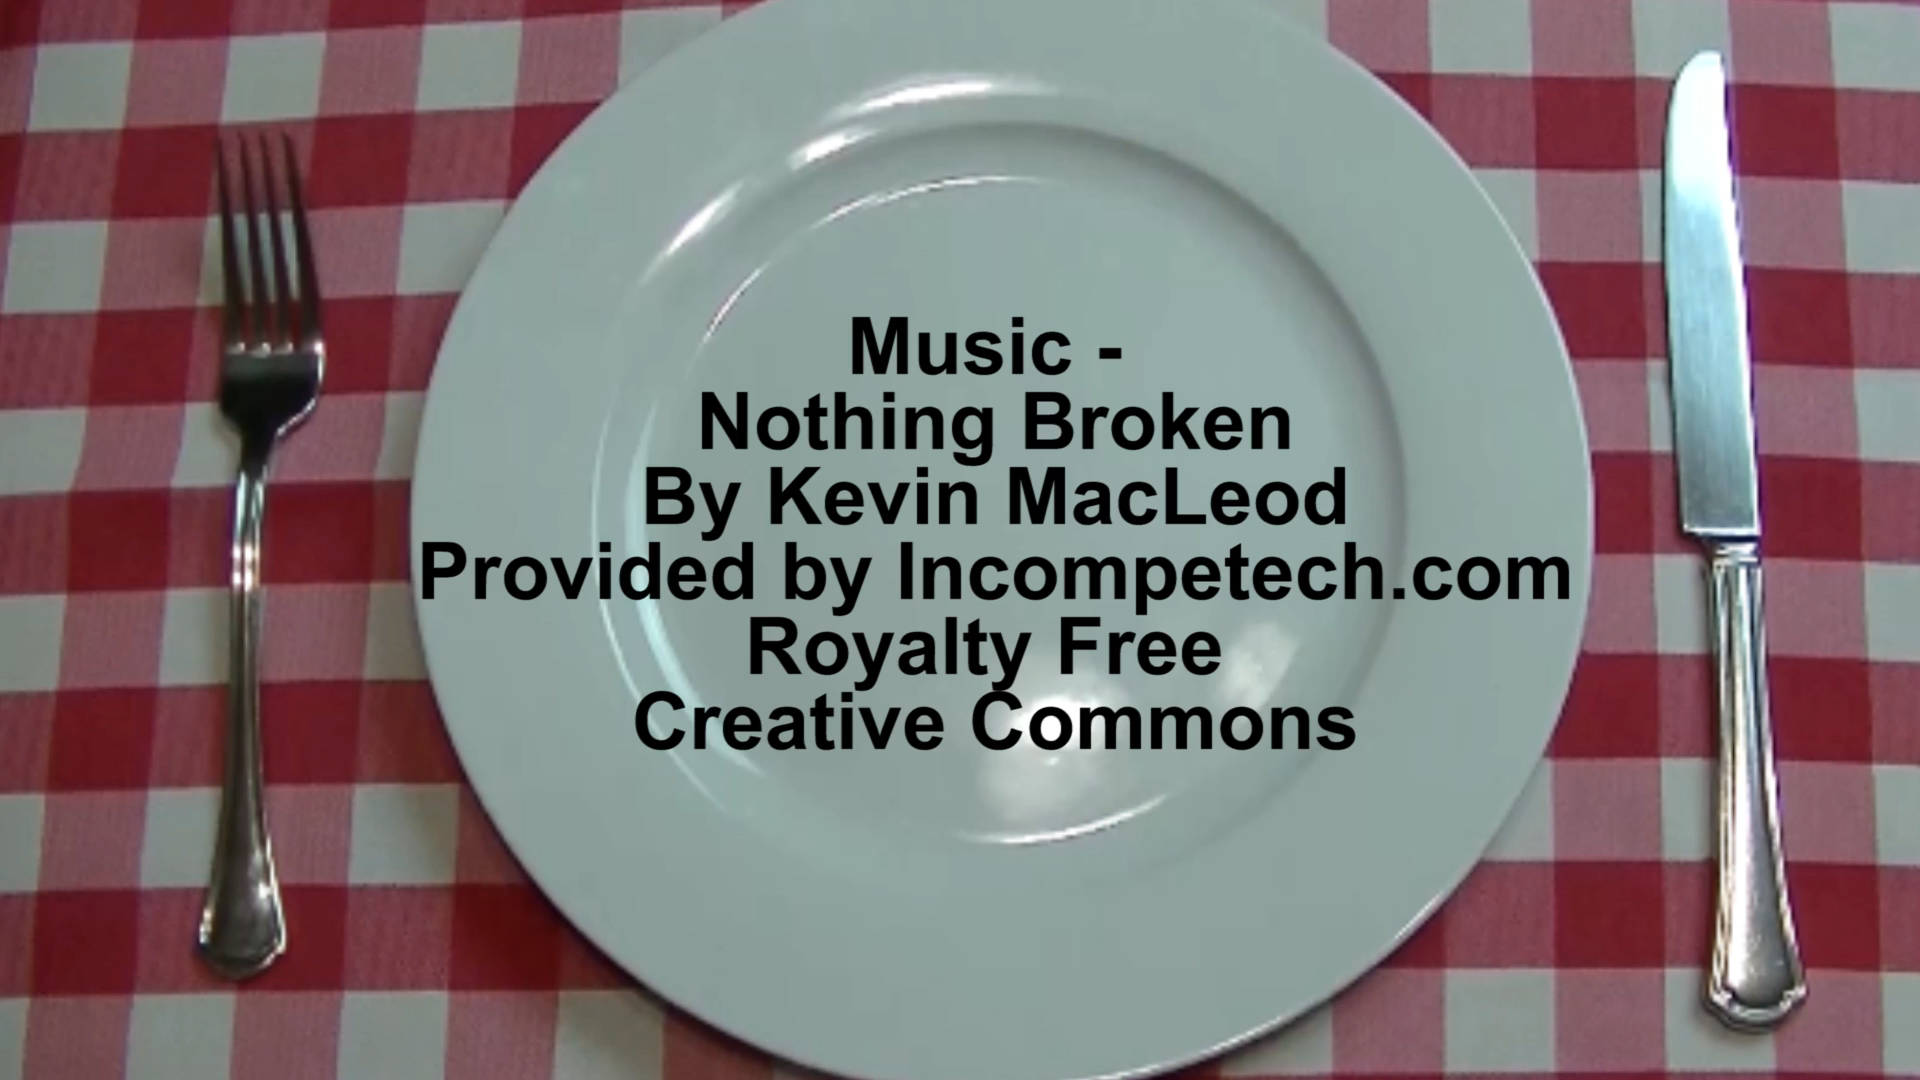 Music -
Nothing Broken
By Kevin MacLeod
Provided by Incompetech.com
Royalty Free
Creative Commons